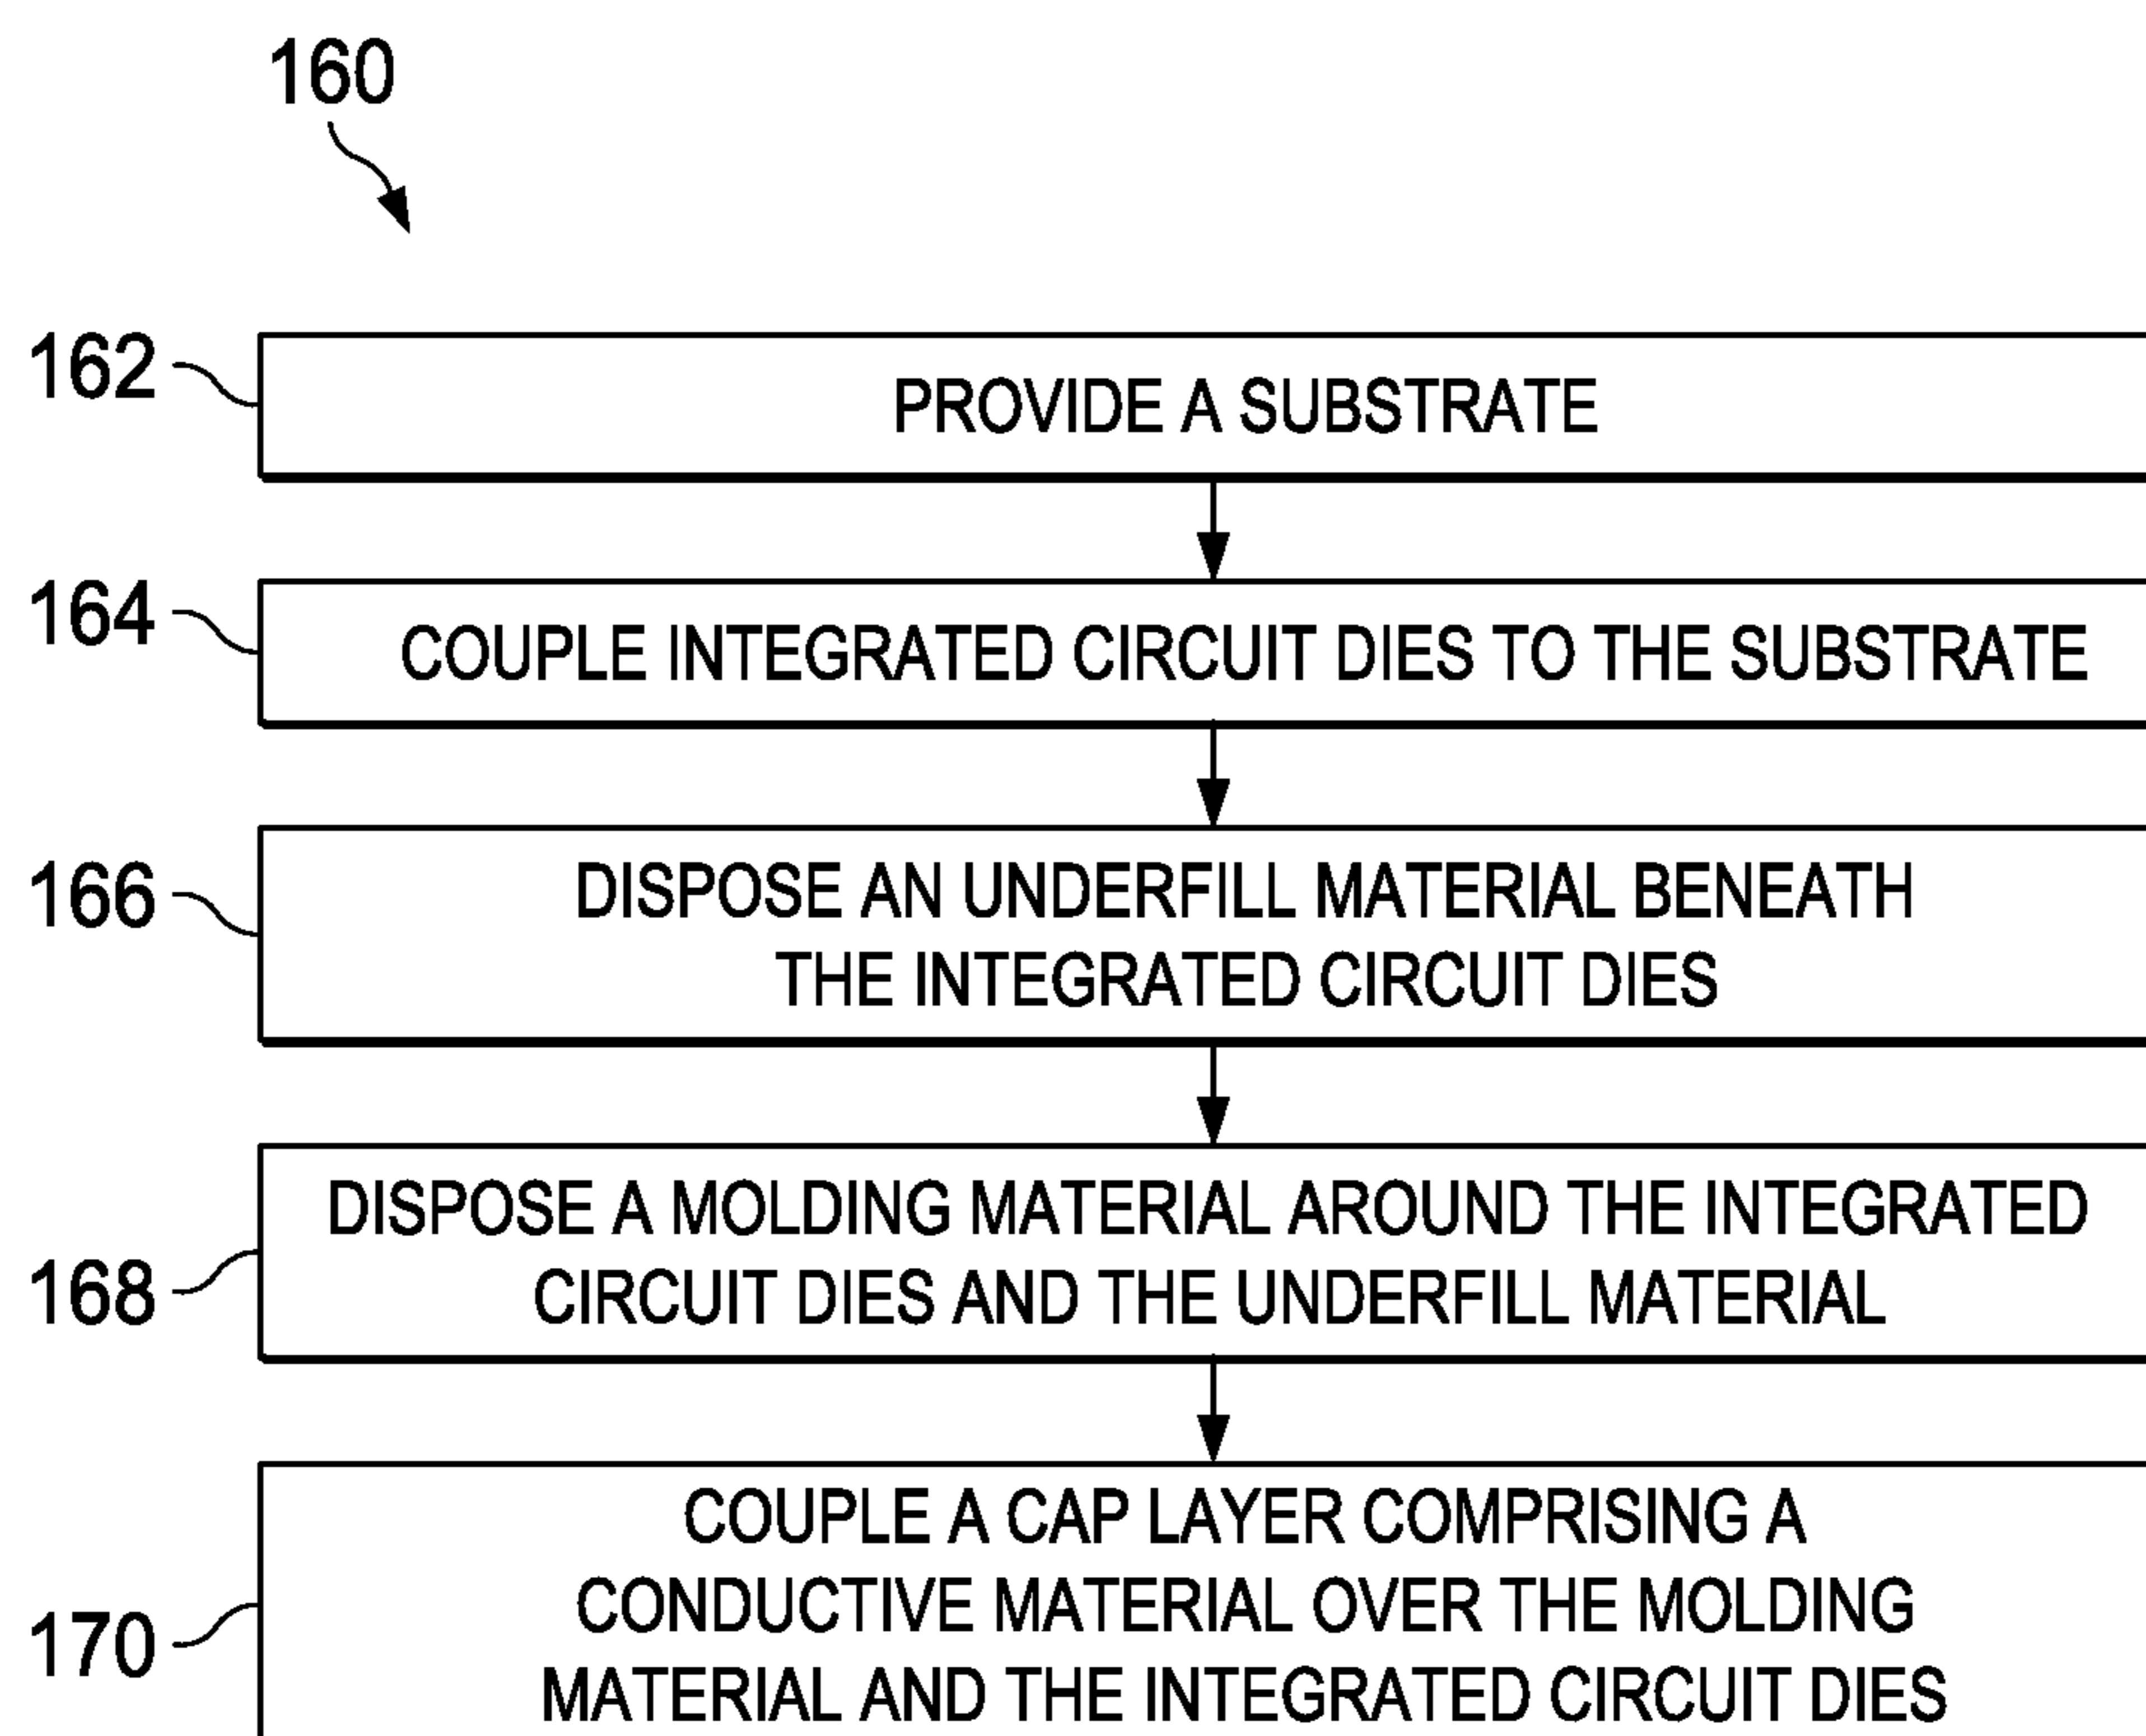 160
162
PROVIDE A SUBSTRATE
164
COUPLE INTEGRATED CIRCUIT DIES TO THE SUBSTRATE
166
DISPOSE AN UNDERFILL MATERIAL BENEATH
THE INTEGRATED CIRCUIT DIES
168
DISPOSE A MOLDING MATERIAL AROUND THE INTEGRATED
CIRCUIT DIES AND THE UNDERFILL MATERIAL
170
COUPLE A CAP LAYER COMPRISING A
CONDUCTIVE MATERIAL OVER THE MOLDING
MATERIAL AND THE INTEGRATED CIRCUIT DIES